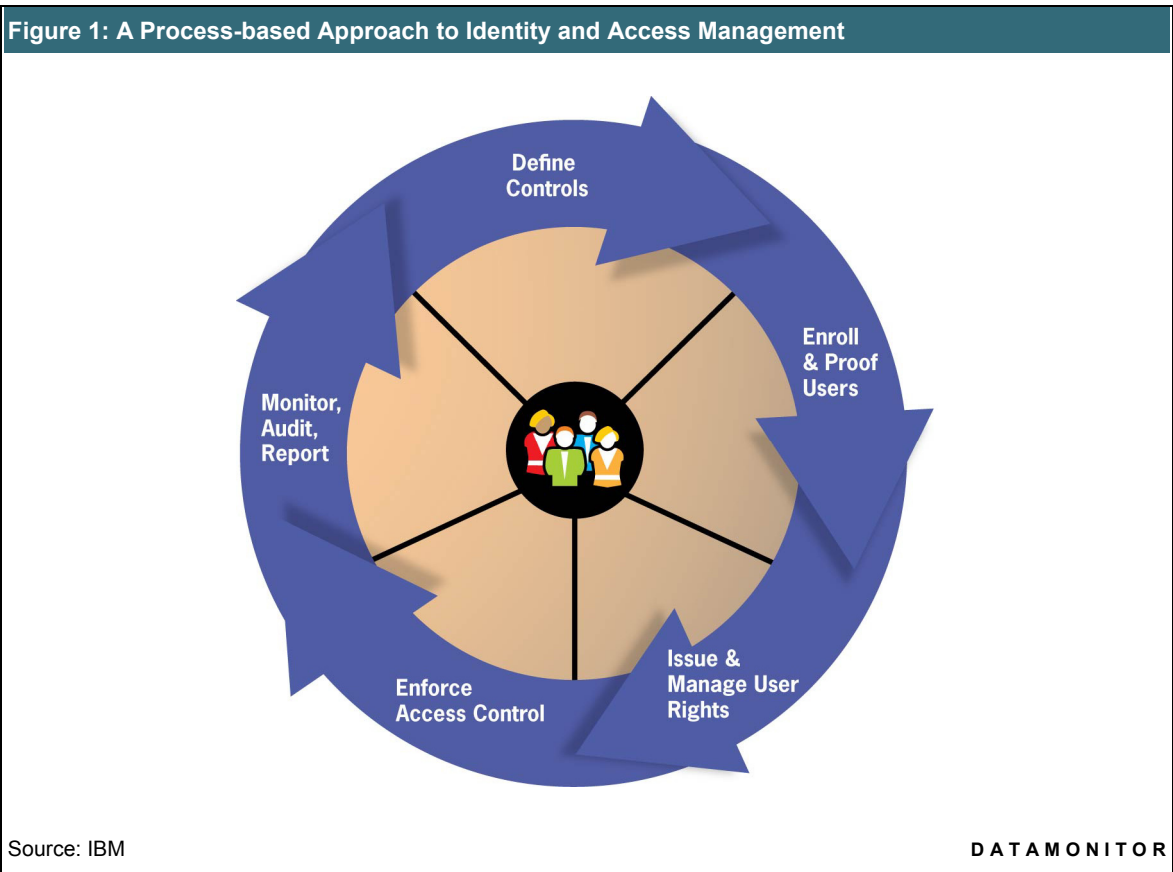 Figure 1: A Process-based Approach to Identity and Access Management
Define
Controls
Enroll
& Proof
Users
Issue &
Manage User
Rights
Enforce
Access Control
Monitor,
Audit,
Report
Source: IBM
DATAMONITOR